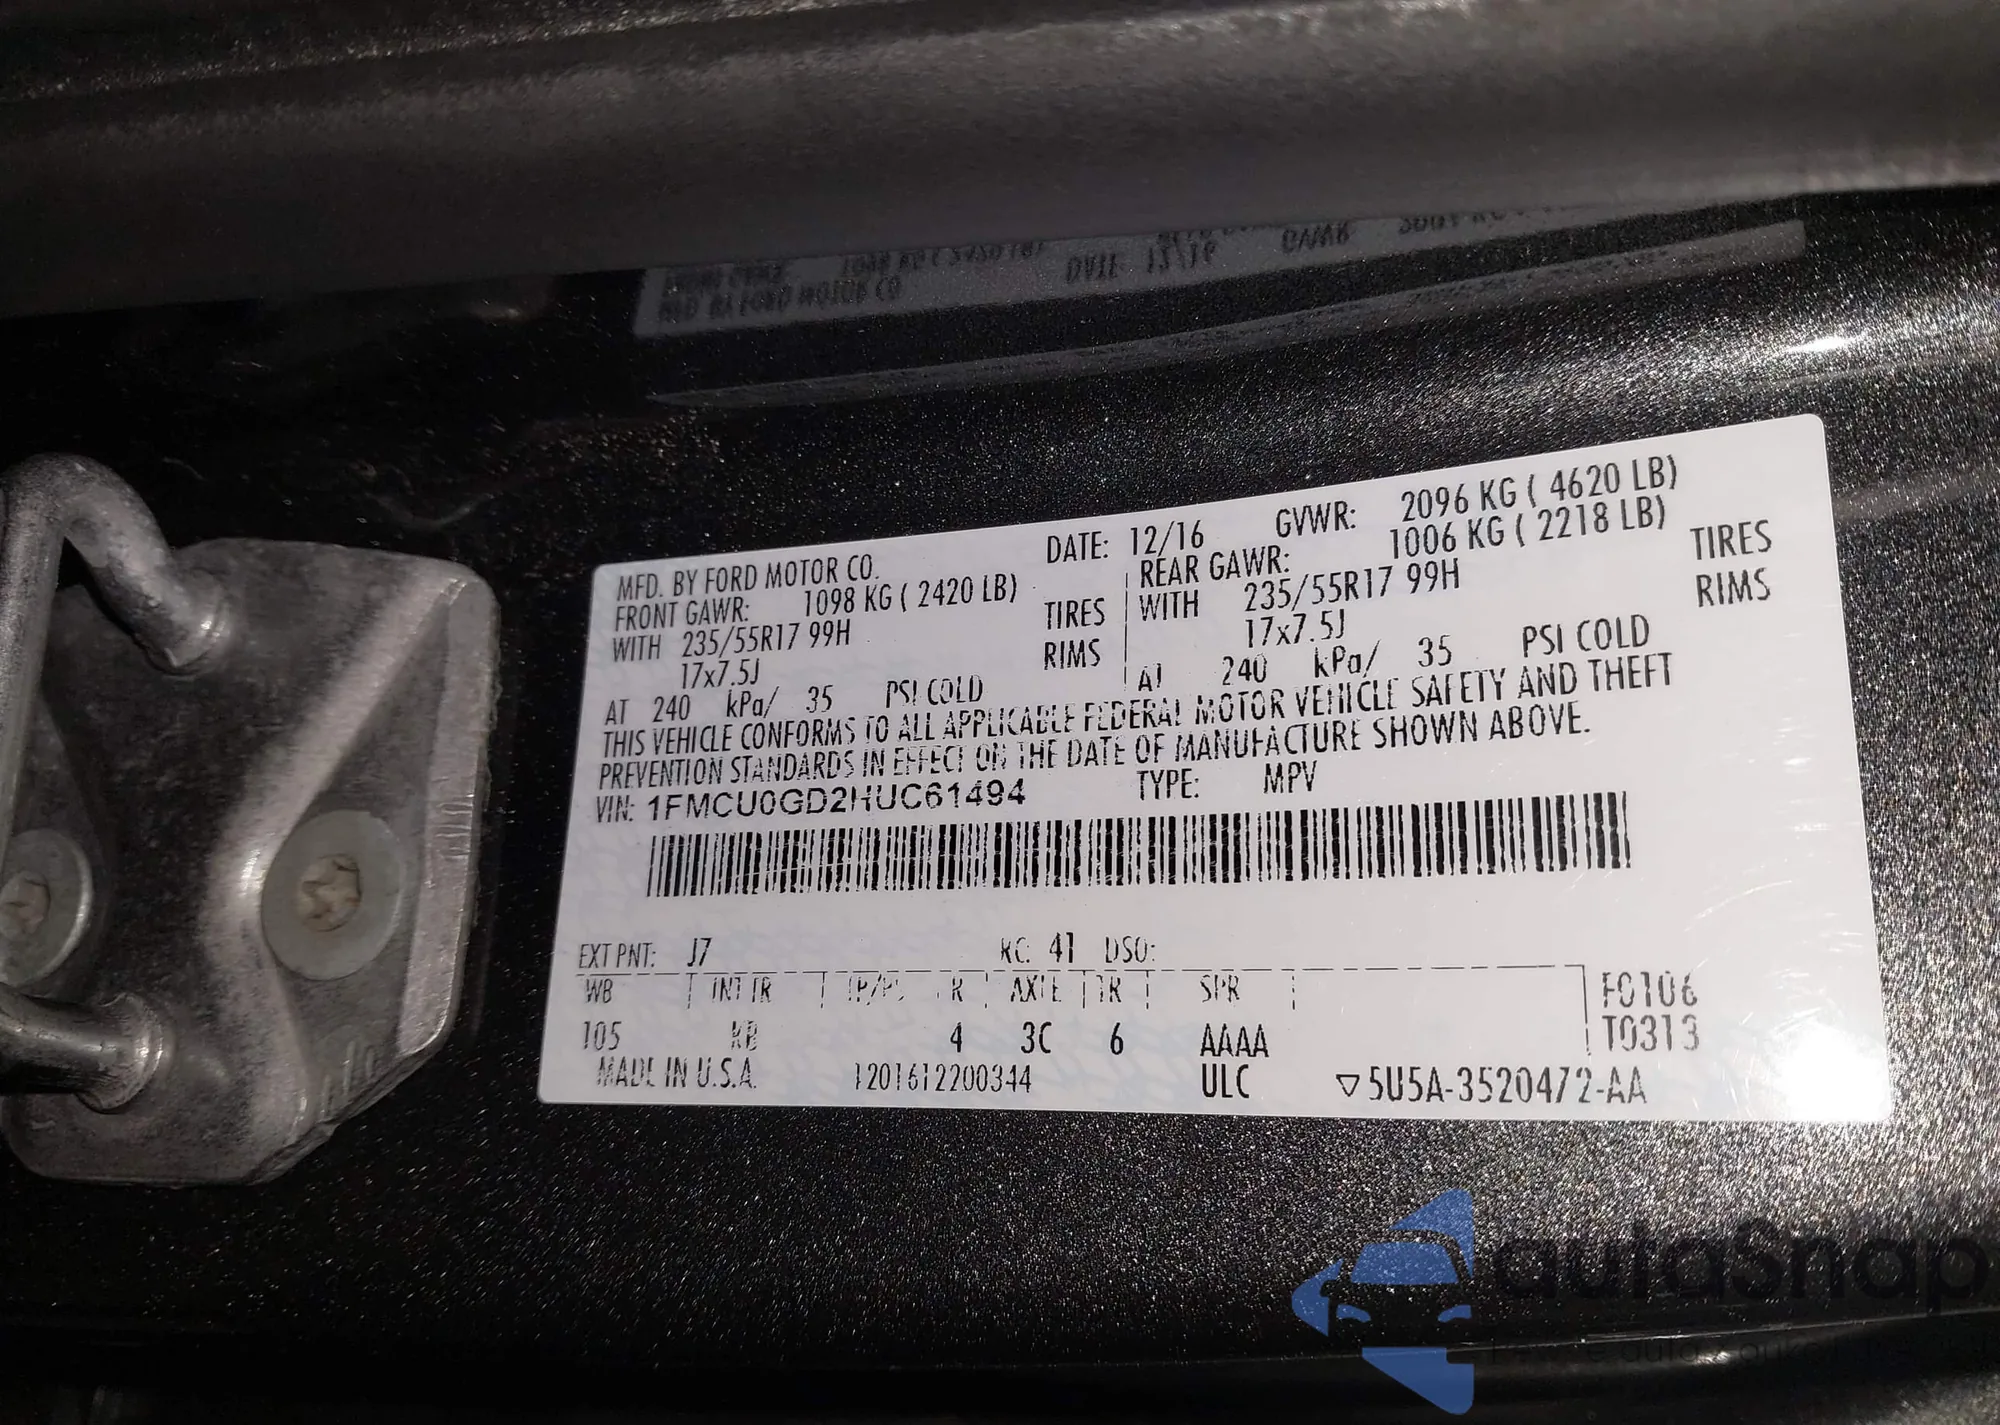 MFD. BY FORD MOTOR CO. DATE: 12/16 GVWR: 2096 KG ( 4620 LB)
FRONT GAWR: 1098 KG ( 2420 LB) REAR GAWR: 1006 KG ( 2218 LB)
WITH 235/55R17 99H TIRES WITH 235/55R17 99H TIRES
17x7.5J RIMS 17x7.5J RIMS
AT 240 kPa/ 35 PSI COLD AT 240 kPa/ 35 PSI COLD
THIS VEHICLE CONFORMS TO ALL APPLICABLE FEDERAL MOTOR VEHICLE SAFETY AND THEFT
PREVENTION STANDARDS IN EFFECT ON THE DATE OF MANUFACTURE SHOWN ABOVE.
VIN: 1FMCU0GD2HUC61494 TYPE: MPV
EXT PNT: J7 RC: 41 DSO:
WB INT TR TP/PS R AXLE TR SPR F0106
105 KB 4 3C 6 AAAA T0313
MADE IN U.S.A. 1201612200344 ULC ▽5U5A-3520472-AA
autoSnap